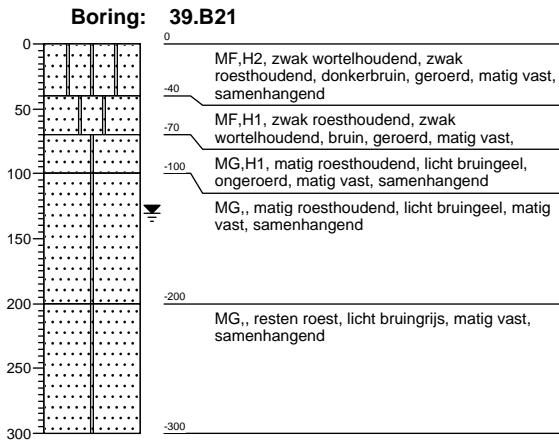 Boring: 39.B21
0
50
100
150
200
250
300
0
MF,H2, zwak wortelhoudend, zwak
roesthoudend, donkerbruin, geroerd, matig vast,
samenhangend
-40
MF,H1, zwak roesthoudend, zwak
wortelhoudend, bruin, geroerd, matig vast,
-70
MG,H1, matig roesthoudend, licht bruingeel,
ongeroerd, matig vast, samenhangend
-100
MG,, matig roesthoudend, licht bruingeel, matig
vast, samenhangend
-200
MG,, resten roest, licht bruingrijs, matig vast,
samenhangend
-300